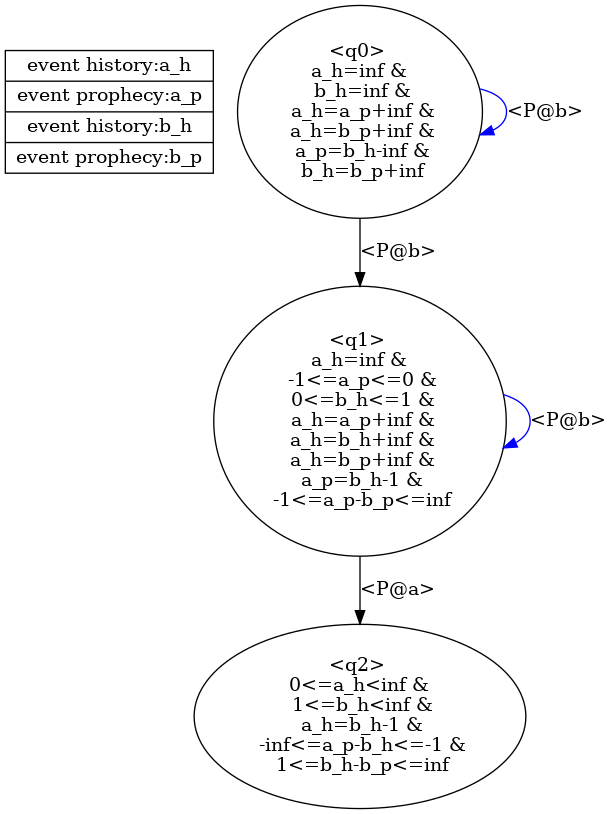 event history:a_h
event prophecy:a_p
event history:b_h
event prophecy:b_p
<q0>
a_h=inf &
b_h=inf &
a_h=a_p+inf &
a_h=b_p+inf &
a_p=b_h-inf &
b_h=b_p+inf
<P@b>
<P@b>
<q1>
a_h=inf &
-1<=a_p<=0 &
0<=b_h<=1 &
a_h=a_p+inf &
a_h=b_h+inf &
a_h=b_p+inf &
a_p=b_h-1 &
-1<=a_p-b_p<=inf
<P@b>
<P@a>
<q2>
0<=a_h<inf &
1<=b_h<inf &
a_h=b_h-1 &
-inf<=a_p-b_h<=-1 &
1<=b_h-b_p<=inf